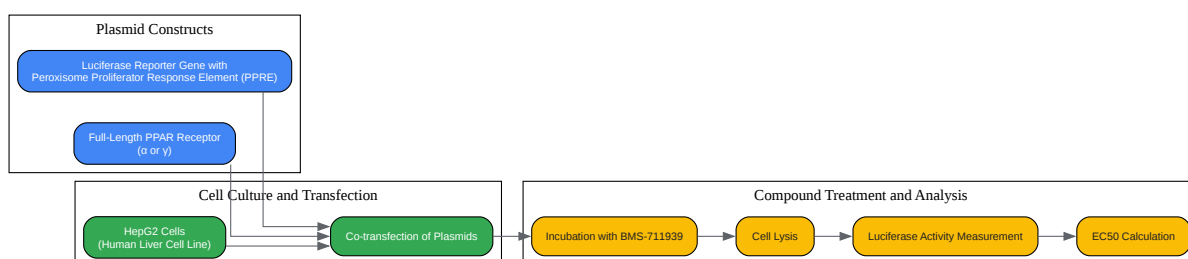 Plasmid Constructs
Luciferase Reporter Gene with
Peroxisome Proliferator Response Element (PPRE)
Full-Length PPAR Receptor
(α or γ)
Cell Culture and Transfection
HepG2 Cells
(Human Liver Cell Line)
Co-transfection of Plasmids
Compound Treatment and Analysis
Incubation with BMS-711939
Cell Lysis
Luciferase Activity Measurement
EC50 Calculation